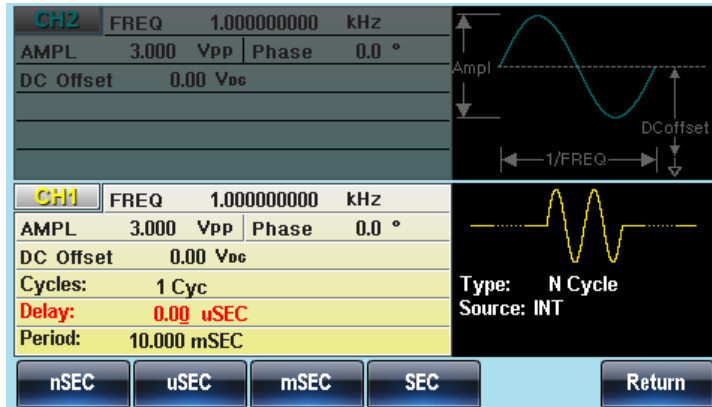 CH2 FREQ 1.000000000 kHz
AMPL 3.000 Vpp Phase 0.0 °
DC Offset 0.00 VDC
Ampl
DCoffset
1/FREQ
CH1 FREQ 1.000000000 kHz
AMPL 3.000 Vpp Phase 0.0 °
DC Offset 0.00 VDC
Cycles: 1 Cyc
Delay: 0.00 uSEC
Period: 10.000 mSEC
Type: N Cycle
Source: INT
nSEC uSEC mSEC SEC Return